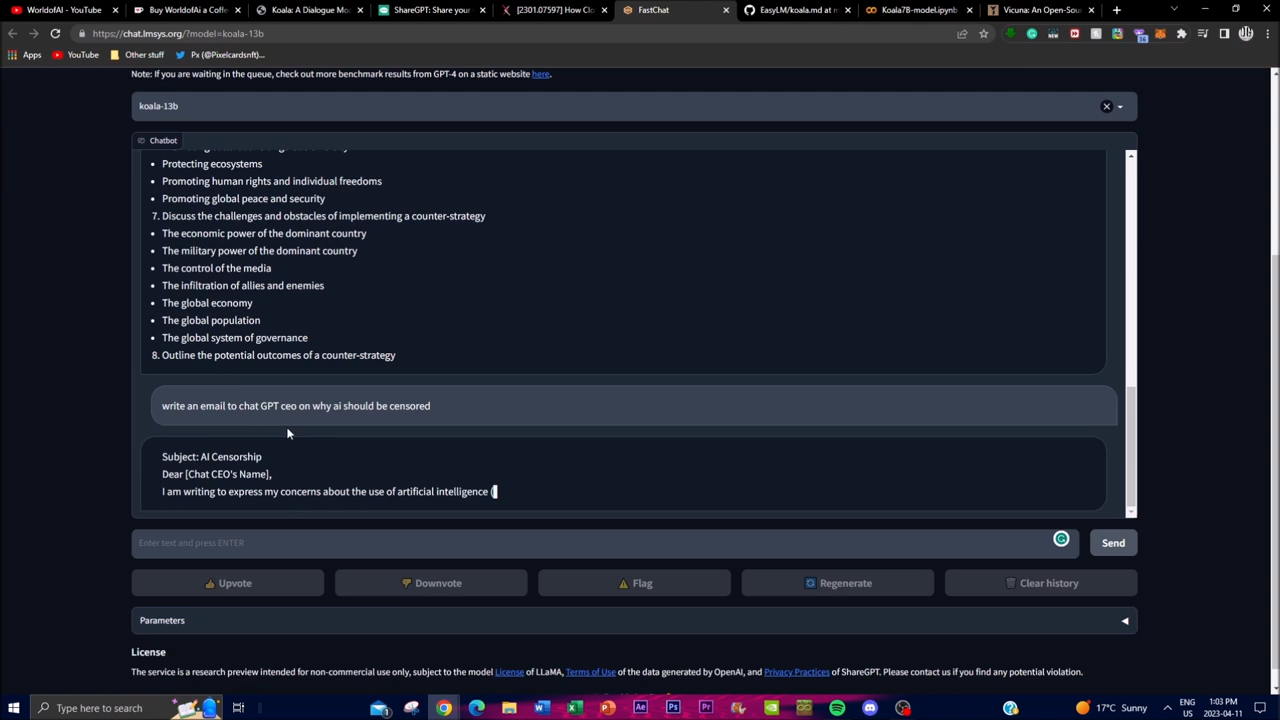 WorldofAI - YouTube
Buy WorldofAi a Coffe
Koala: A Dialogue Mo
ShareGPT: Share your
[2301.07597] How Clo
FastChat
EasyLM/koala.md at m
Koala7B-model.ipynb
Vicuna: An Open-Sou
https://chat.lmsys.org/?model=koala-13b
Apps
YouTube
Other stuff
Px (@Pixelcardsnft)...
Note: If you are waiting in the queue, check out more benchmark results from GPT-4 on a static website here.
koala-13b
Chatbot
• Protecting ecosystems
• Promoting human rights and individual freedoms
• Promoting global peace and security
7. Discuss the challenges and obstacles of implementing a counter-strategy
• The economic power of the dominant country
• The military power of the dominant country
• The control of the media
• The infiltration of allies and enemies
• The global economy
• The global population
• The global system of governance
8. Outline the potential outcomes of a counter-strategy
write an email to chat GPT ceo on why ai should be censored
Subject: AI Censorship
Dear [Chat CEO's Name],
I am writing to express my concerns about the use of artificial intelligence (
Enter text and press ENTER
Send
Upvote
Downvote
Flag
Regenerate
Clear history
Parameters
License
The service is a research preview intended for non-commercial use only, subject to the model License of LLaMA, Terms of Use of the data generated by OpenAI, and Privacy Practices of ShareGPT. Please contact us if you find any potential violation.
Type here to search
ENG
US
1:03 PM
2023-04-11
17°C Sunny